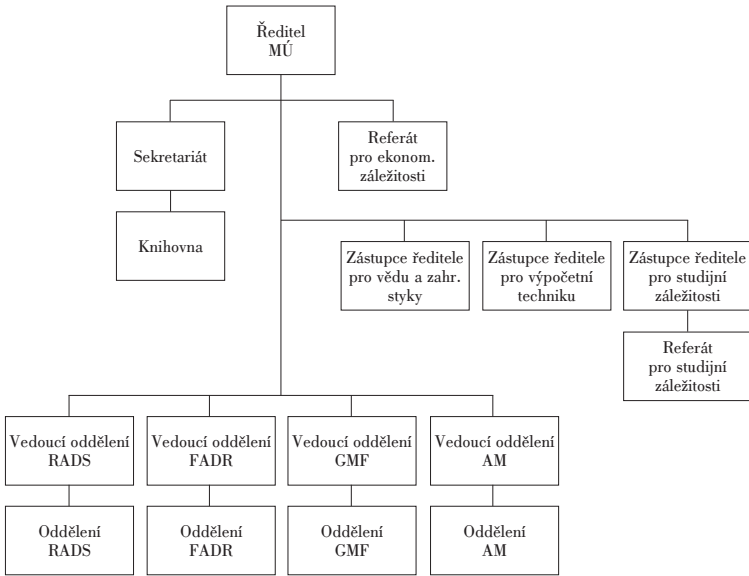 Ředitel
MÚ
Sekretariát
Referát
pro ekonom.
záležitosti
Knihovna
Zástupce ředitele
pro vědu a zahr.
styky
Zástupce ředitele
pro výpočetní
techniku
Zástupce ředitele
pro studijní
záležitosti
Referát
pro studijní
záležitosti
Vedoucí oddělení
RADS
Vedoucí oddělení
FADR
Vedoucí oddělení
GMF
Vedoucí oddělení
AM
Oddělení
RADS
Oddělení
FADR
Oddělení
GMF
Oddělení
AM